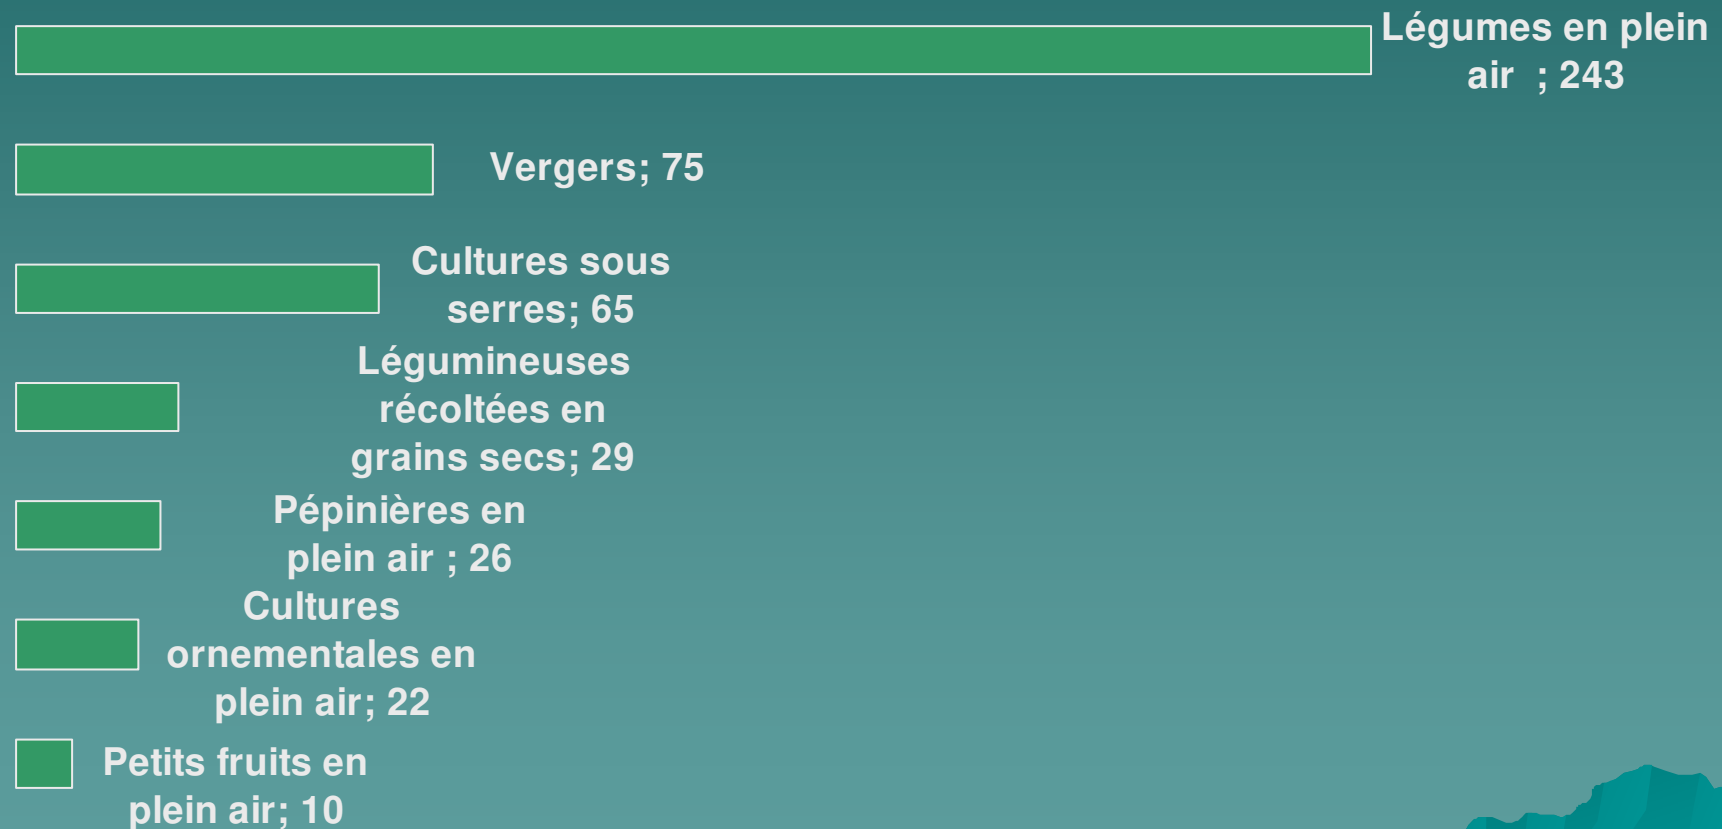 Légumes en plein
air ; 243
Vergers; 75
Cultures sous
serres; 65
Légumineuses
récoltées en
grains secs; 29
Pépinières en
plein air ; 26
Cultures
ornementales en
plein air; 22
Petits fruits en
plein air; 10